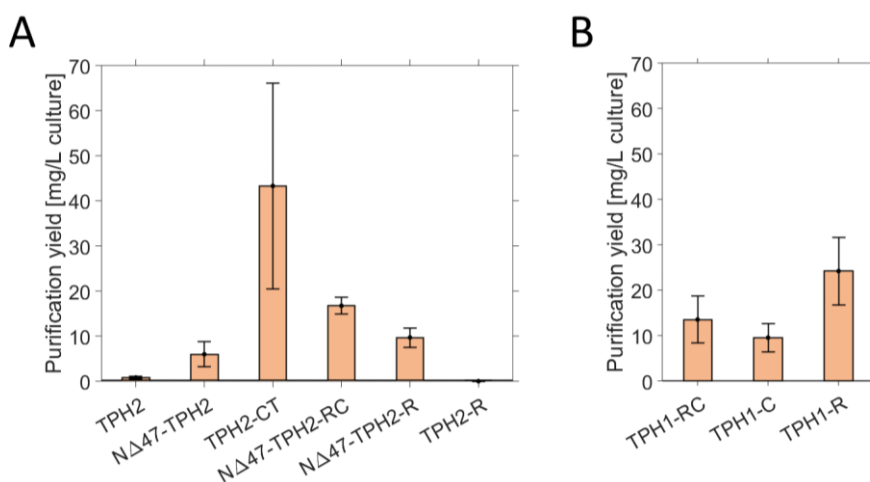 A
Purification yield [mg/L culture]
70
60
50
40
30
20
10
0
TPH2
NΔ47-TPH2
TPH2-CT
NΔ47-TPH2-RC
NΔ47-TPH2-R
TPH2-R
B
Purification yield [mg/L culture]
70
60
50
40
30
20
10
0
TPH1-RC
TPH1-C
TPH1-R